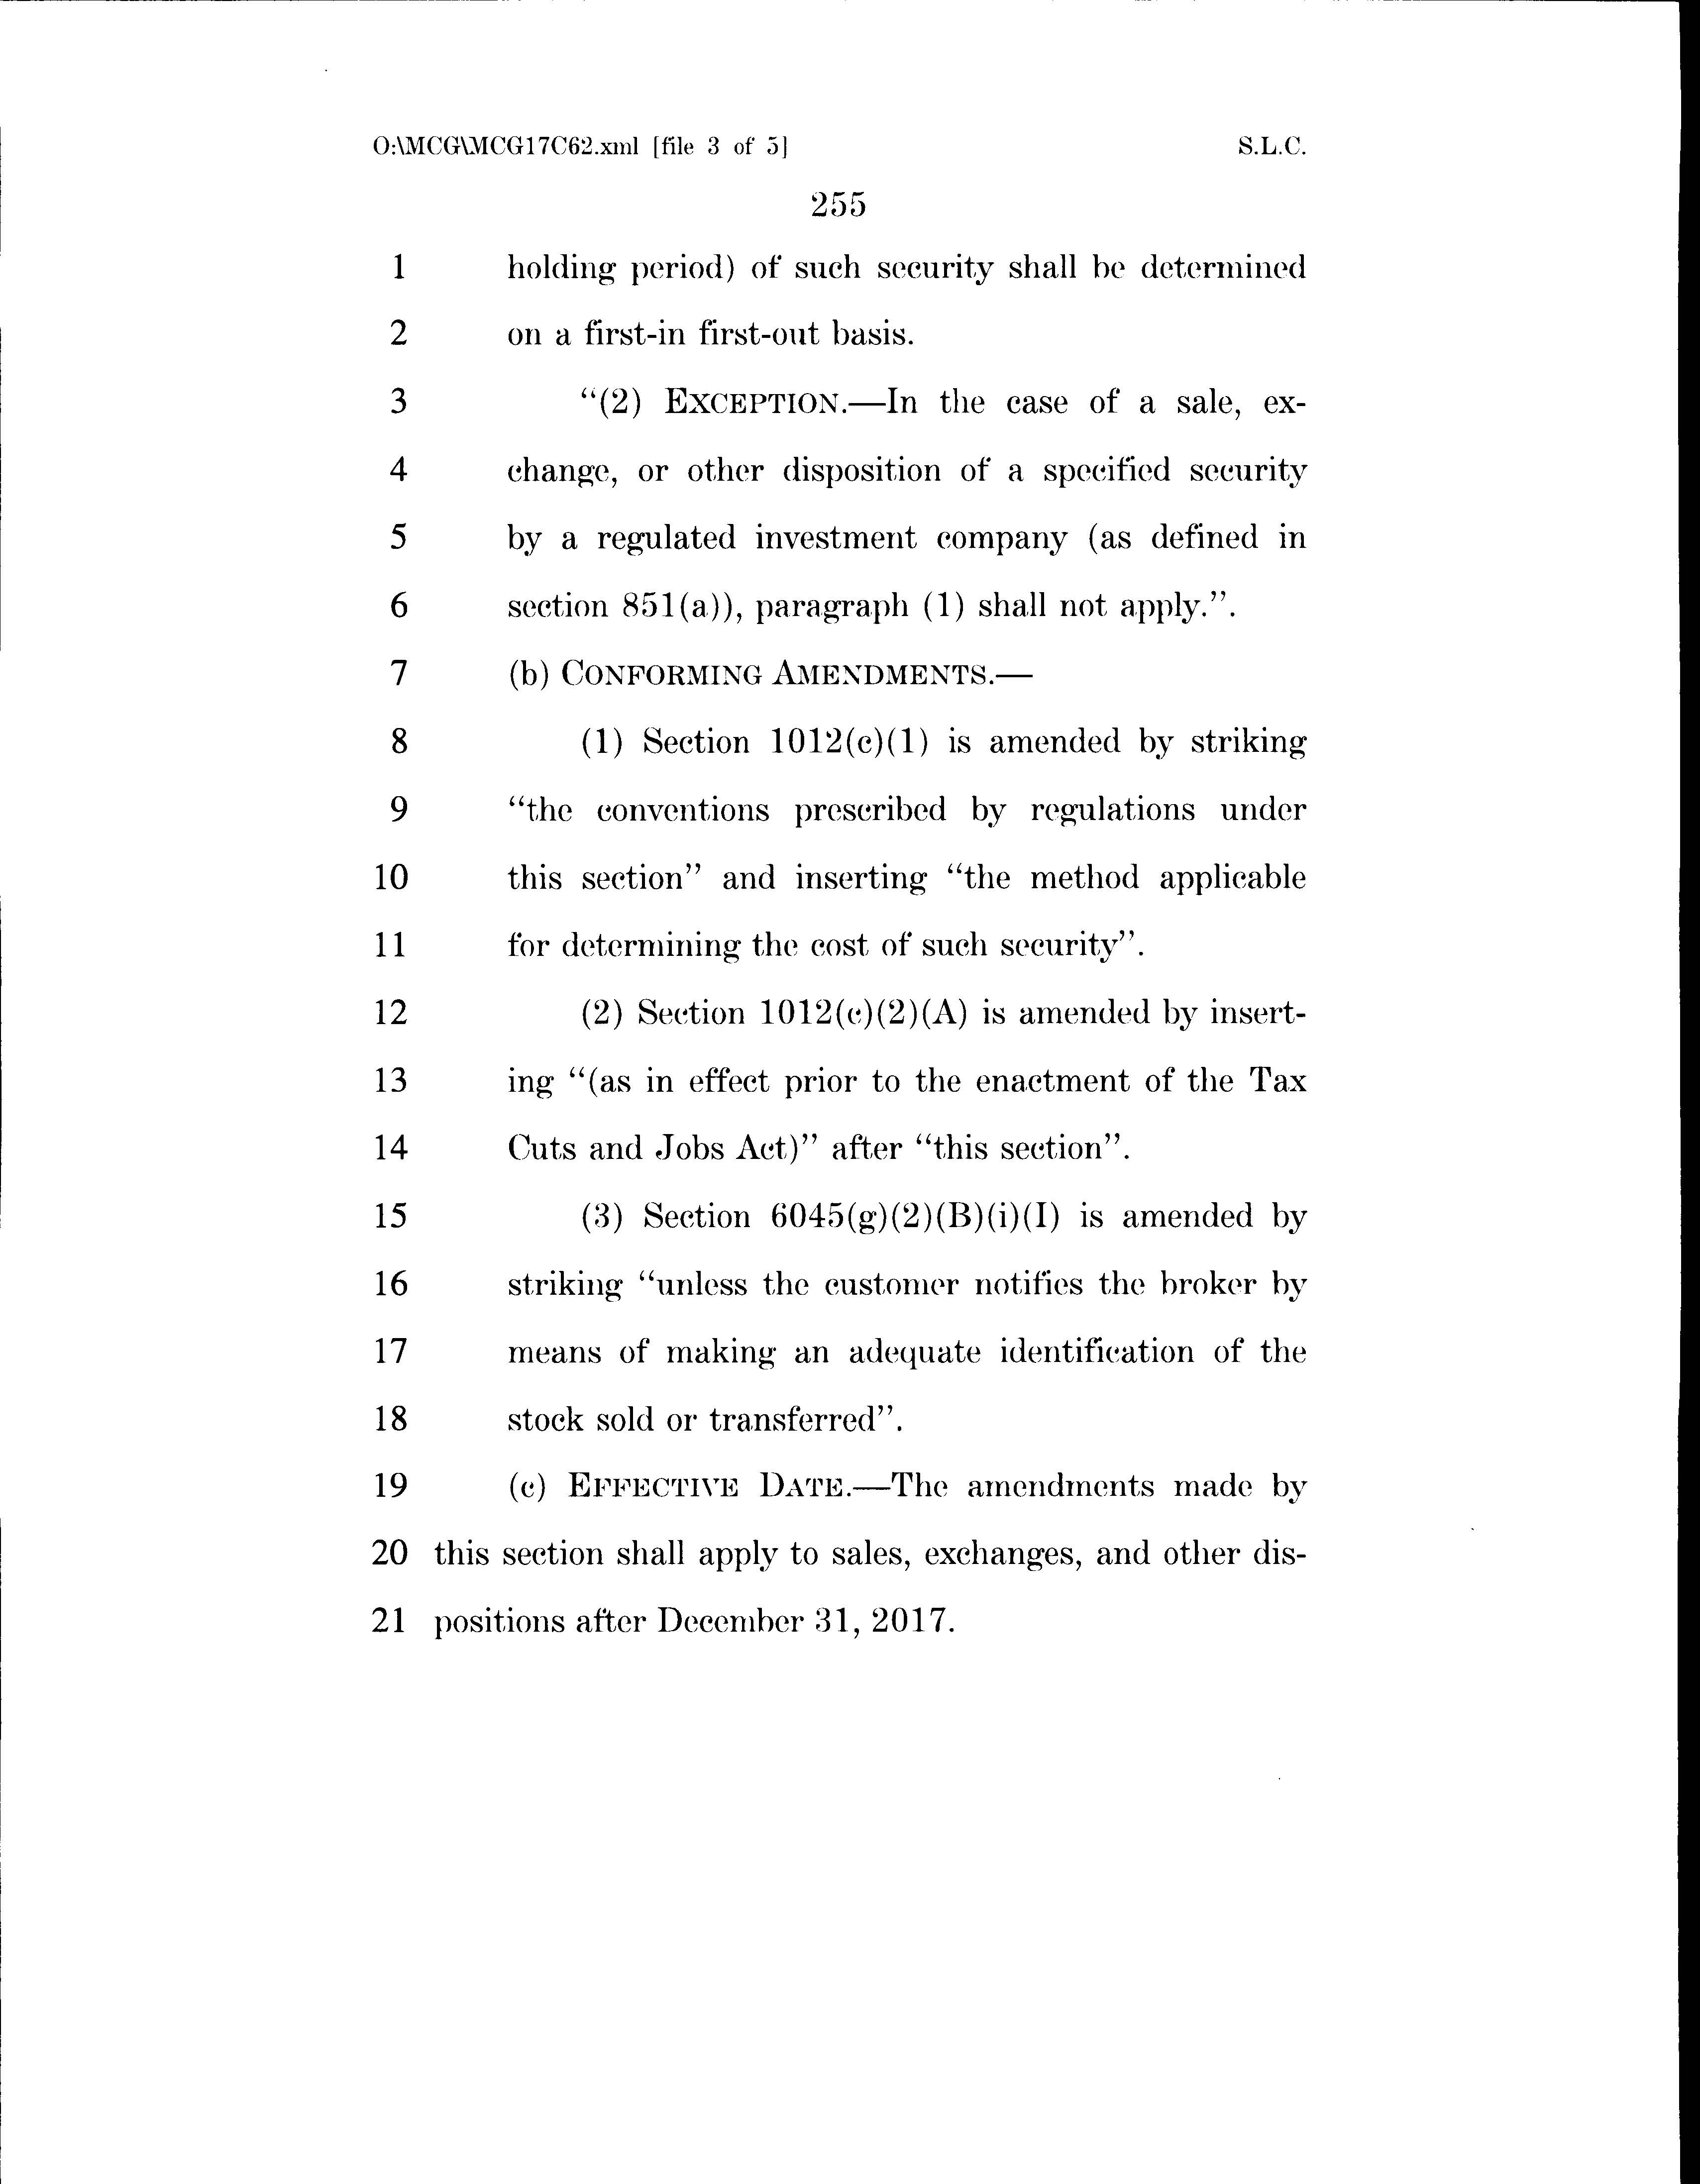 O:\MCG\MCG17C62.xml [file 3 of 5] S.L.C.
255
1 holding period) of such security shall be determined
2 on a first-in first-out basis.
3 “(2) EXCEPTION.—In the case of a sale, ex-
4 change, or other disposition of a specified security
5 by a regulated investment company (as defined in
6 section 851(a)), paragraph (1) shall not apply.”.
7 (b) CONFORMING AMENDMENTS.—
8 (1) Section 1012(c)(1) is amended by striking
9 “the conventions prescribed by regulations under
10 this section” and inserting “the method applicable
11 for determining the cost of such security”.
12 (2) Section 1012(c)(2)(A) is amended by insert-
13 ing “(as in effect prior to the enactment of the Tax
14 Cuts and Jobs Act)” after “this section”.
15 (3) Section 6045(g)(2)(B)(i)(I) is amended by
16 striking “unless the customer notifies the broker by
17 means of making an adequate identification of the
18 stock sold or transferred”.
19 (c) EFFECTIVE DATE.—The amendments made by
20 this section shall apply to sales, exchanges, and other dis-
21 positions after December 31, 2017.